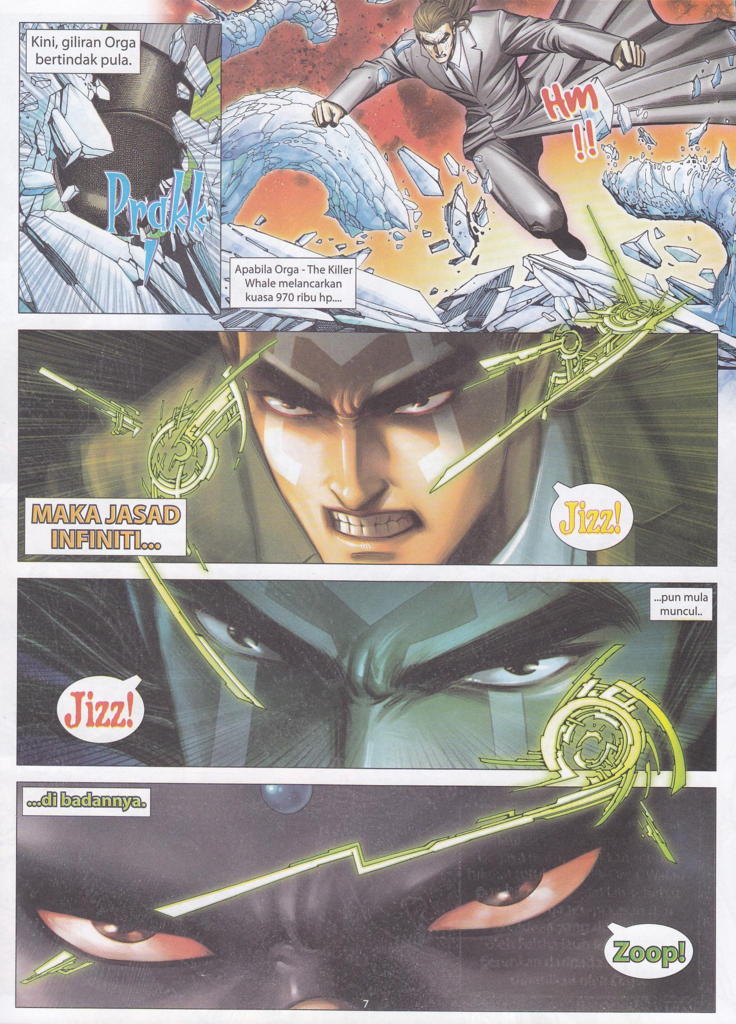 Kini, giliran Orga
bertindak pula.
Prakk
!
Hm
!!
Apabila Orga - The Killer
Whale melancarkan
kuasa 970 ribu hp....
MAKA JASAD
INFINITI...
Jizz!
...pun mula
muncul..
Jizz!
...di badannya.
Zoop!
7